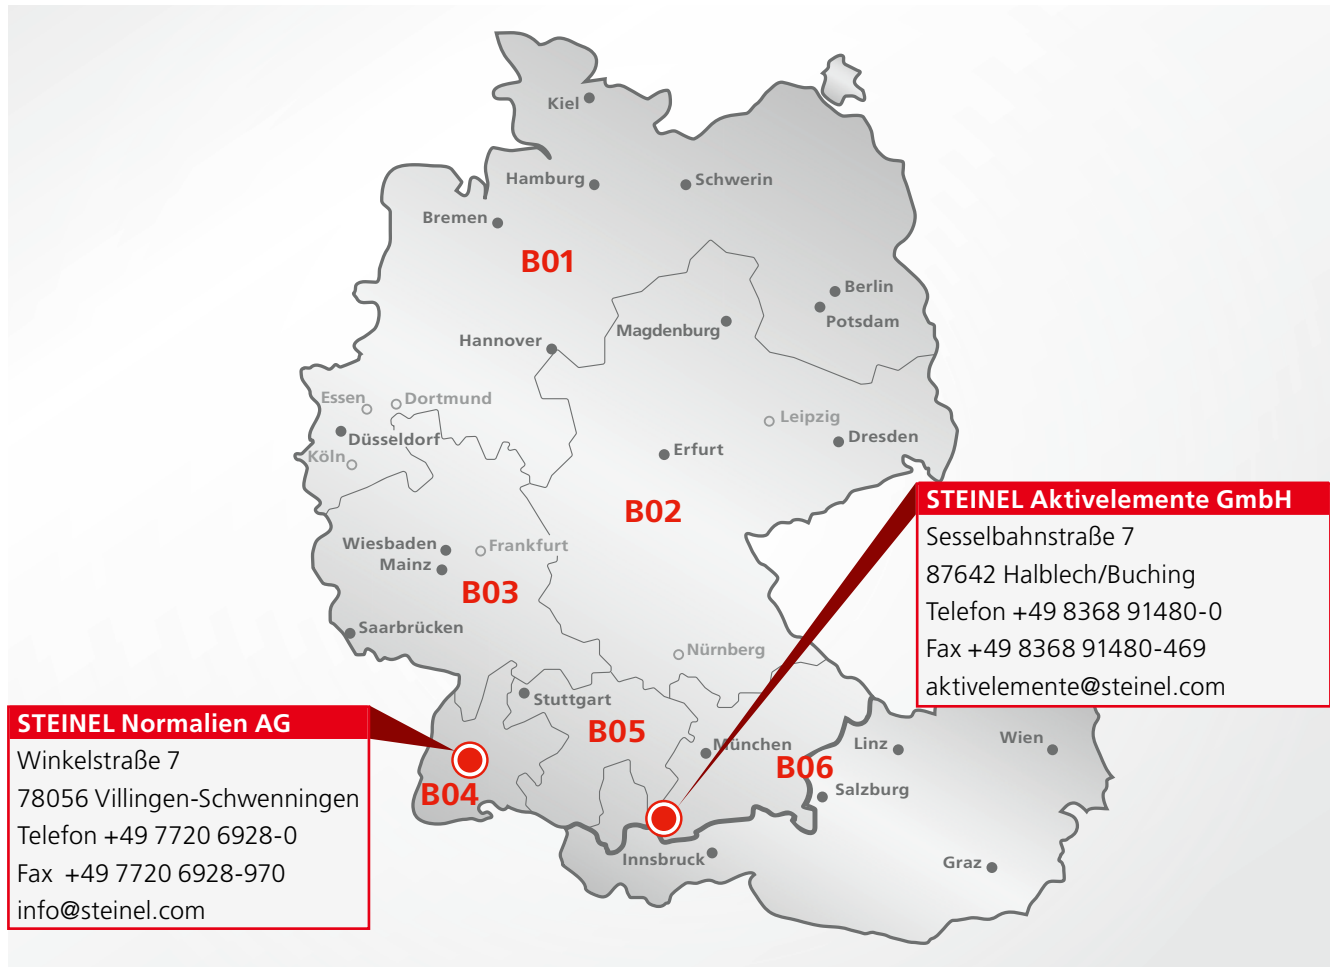 Kiel
Hamburg
Schwerin
Bremen
B01
Berlin
Potsdam
Magdenburg
Hannover
Essen
Dortmund
Leipzig
Düsseldorf
Dresden
Köln
Erfurt
B02
Wiesbaden
Frankfurt
Mainz
B03
Saarbrücken
Nürnberg
Stuttgart
B05
München
B06
B04
Linz
Wien
Salzburg
Innsbruck
Graz
STEINEL Aktivelemente GmbH
Sesselbahnstraße 7
87642 Halblech/Buching
Telefon +49 8368 91480-0
Fax +49 8368 91480-469
aktivelemente@steinel.com
STEINEL Normalien AG
Winkelstraße 7
78056 Villingen-Schwenningen
Telefon +49 7720 6928-0
Fax +49 7720 6928-970
info@steinel.com